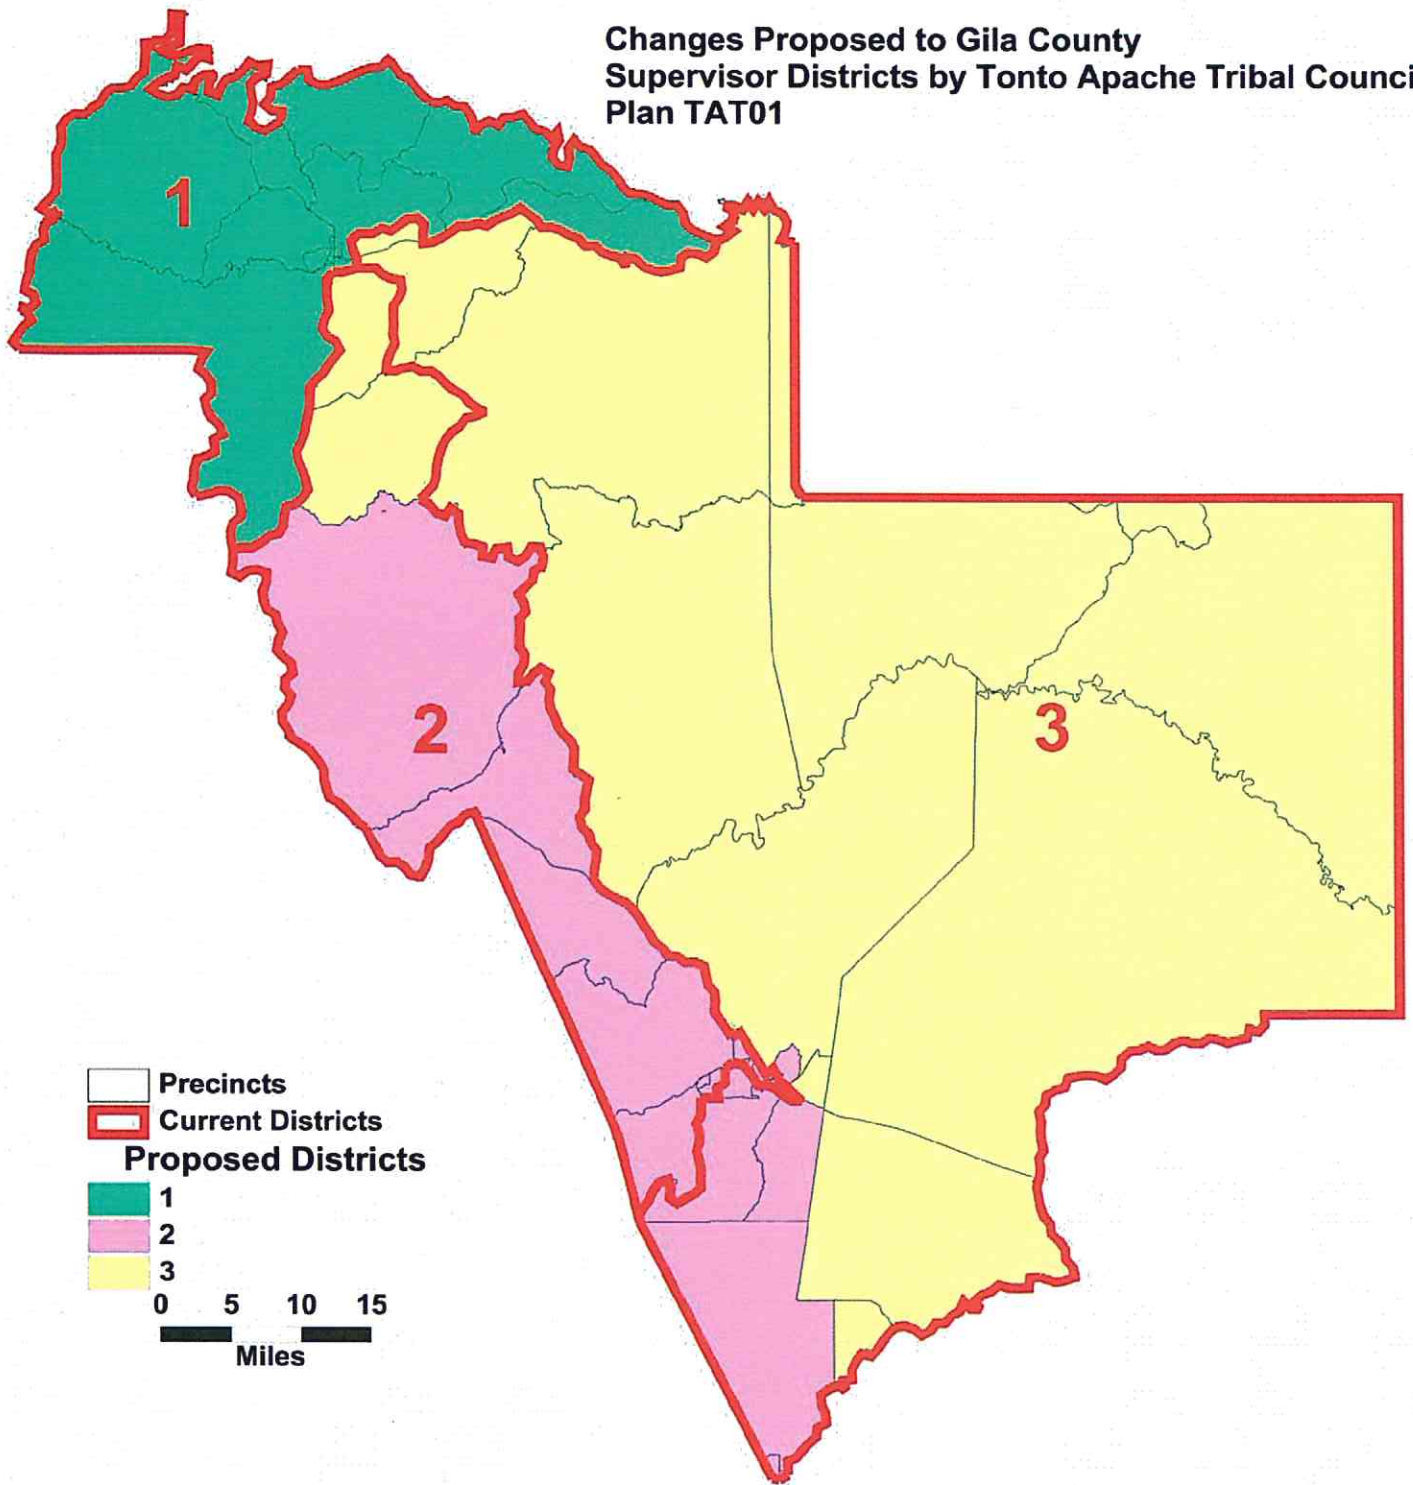 Changes Proposed to Gila County
Supervisor Districts by Tonto Apache Tribal Counci
Plan TAT01
1
2
3
Precincts
Current Districts
Proposed Districts
1
2
3
0 5 10 15
Miles